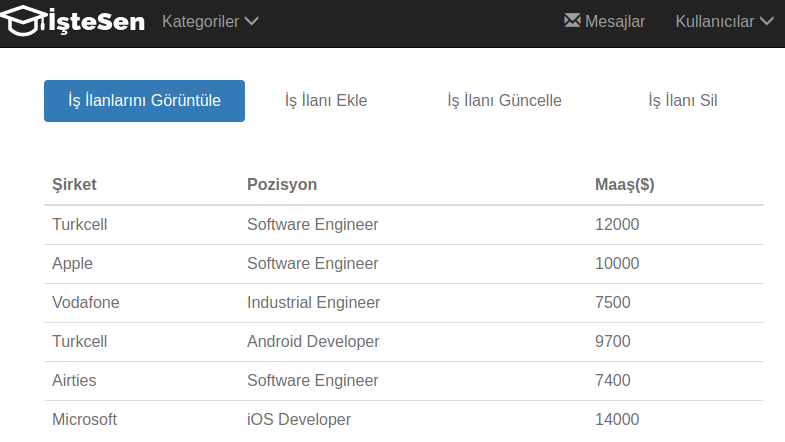 İşteSen Kategoriler Mesajlar Kullanıcılar
İş İlanlarını Görüntüle İş İlanı Ekle İş İlanı Güncelle İş İlanı Sil
Şirket Pozisyon Maaş($)
Turkcell Software Engineer 12000
Apple Software Engineer 10000
Vodafone Industrial Engineer 7500
Turkcell Android Developer 9700
Airties Software Engineer 7400
Microsoft iOS Developer 14000